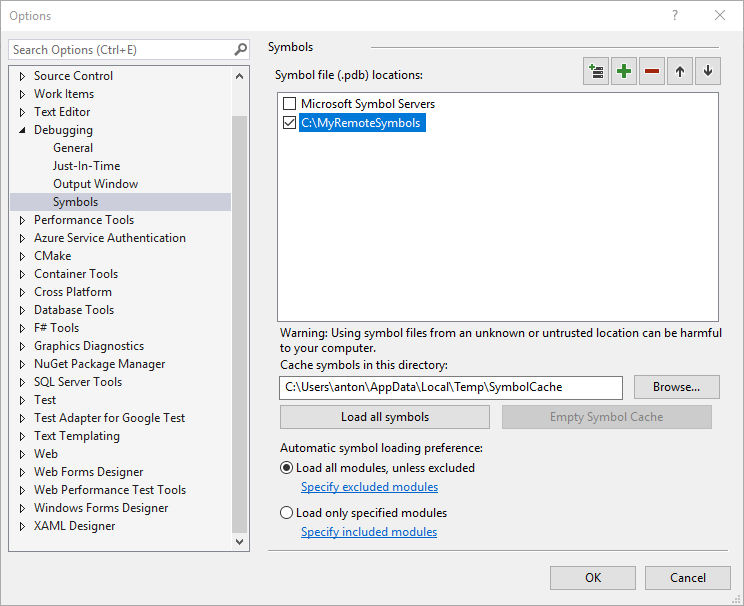 Options
?
Search Options (Ctrl+E)
Source Control
Work Items
Text Editor
Debugging
General
Just-In-Time
Output Window
Symbols
Performance Tools
Azure Service Authentication
CMake
Container Tools
Cross Platform
Database Tools
F# Tools
Graphics Diagnostics
NuGet Package Manager
SQL Server Tools
Test
Test Adapter for Google Test
Text Templating
Web
Web Forms Designer
Web Performance Test Tools
Windows Forms Designer
XAML Designer
Symbols
Symbol file (.pdb) locations:
Microsoft Symbol Servers
C:\MyRemoteSymbols
Warning: Using symbol files from an unknown or untrusted location can be harmful
to your computer.
Cache symbols in this directory:
C:\Users\anton\AppData\Local\Temp\SymbolCache
Browse...
Load all symbols
Empty Symbol Cache
Automatic symbol loading preference:
Load all modules, unless excluded
Specify excluded modules
Load only specified modules
Specify included modules
OK
Cancel